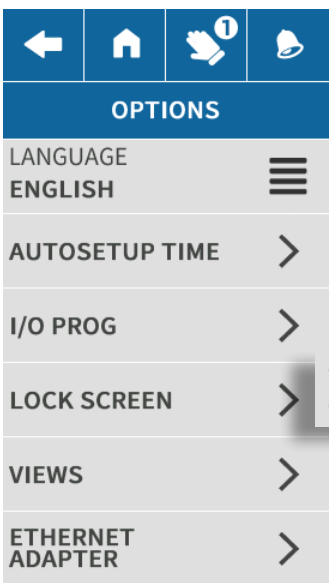 1
OPTIONS
LANGUAGE
ENGLISH
AUTOSETUP TIME
I/O PROG
LOCK SCREEN
VIEWS
ETHERNET
ADAPTER